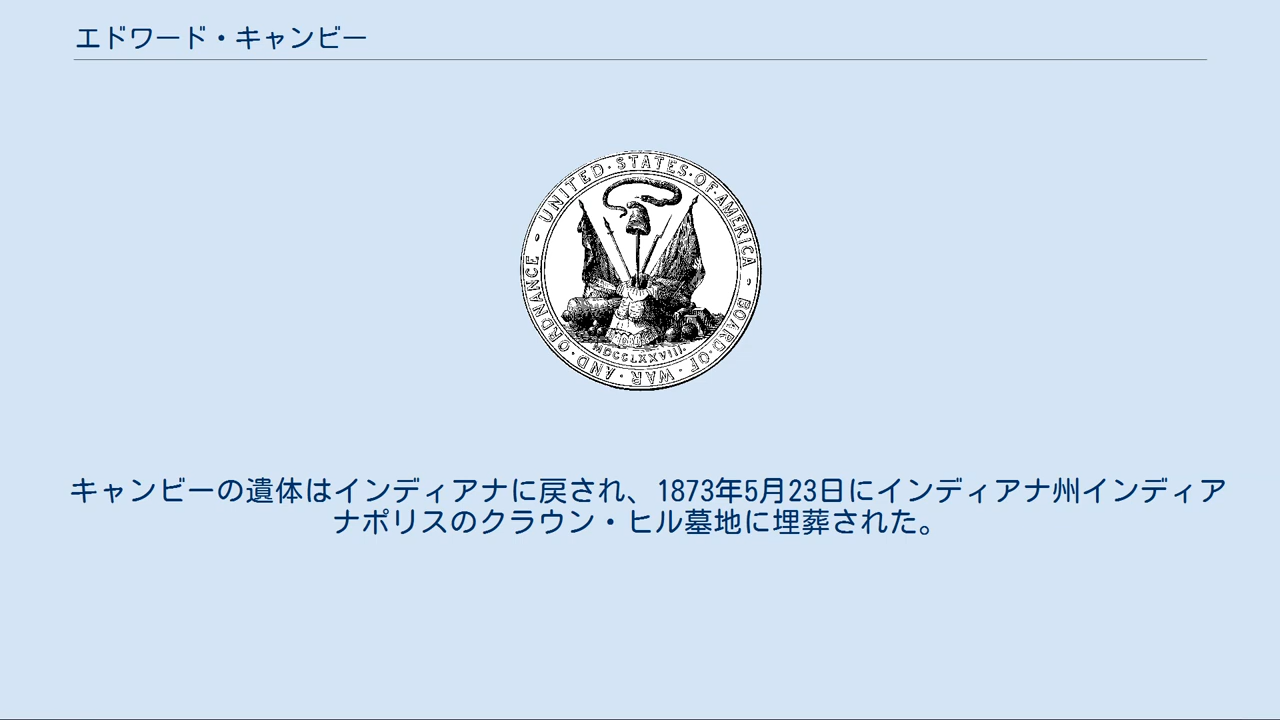 エドワード・キャンビー
UNITED·STATES·OF·AMERICA · BOARD·OF·WAR·AND·ORDNANCE ·
MDCCLXXVIII.
キャンビーの遺体はインディアナに戻され、1873年5月23日にインディアナ州インディア
ナポリスのクラウン・ヒル墓地に埋葬された。